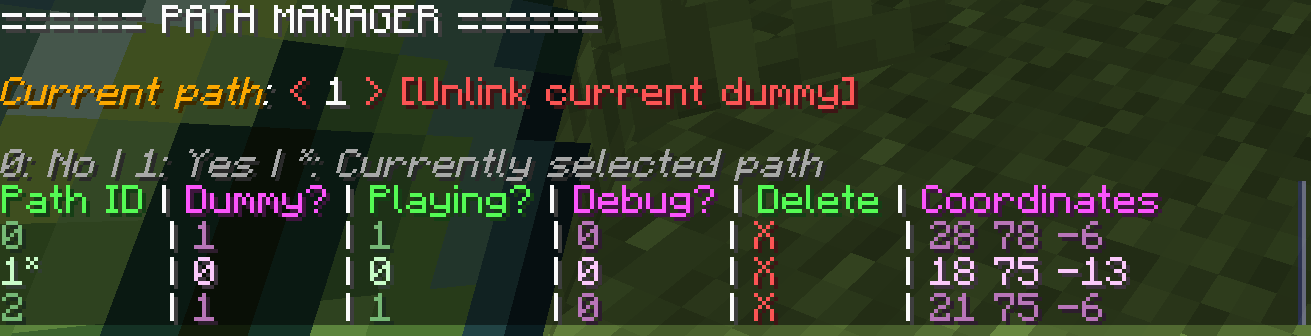 ====== PATH MANAGER ======
Current path: < 1 > [Unlink current dummy]
0: No | 1: Yes | *: Currently selected path
Path ID | Dummy? | Playing? | Debug? | Delete | Coordinates
0 | 1 | 1 | 0 | X | 28 78 -6
1* | 0 | 0 | 0 | X | 18 75 -13
2 | 1 | 1 | 0 | X | 21 75 -6